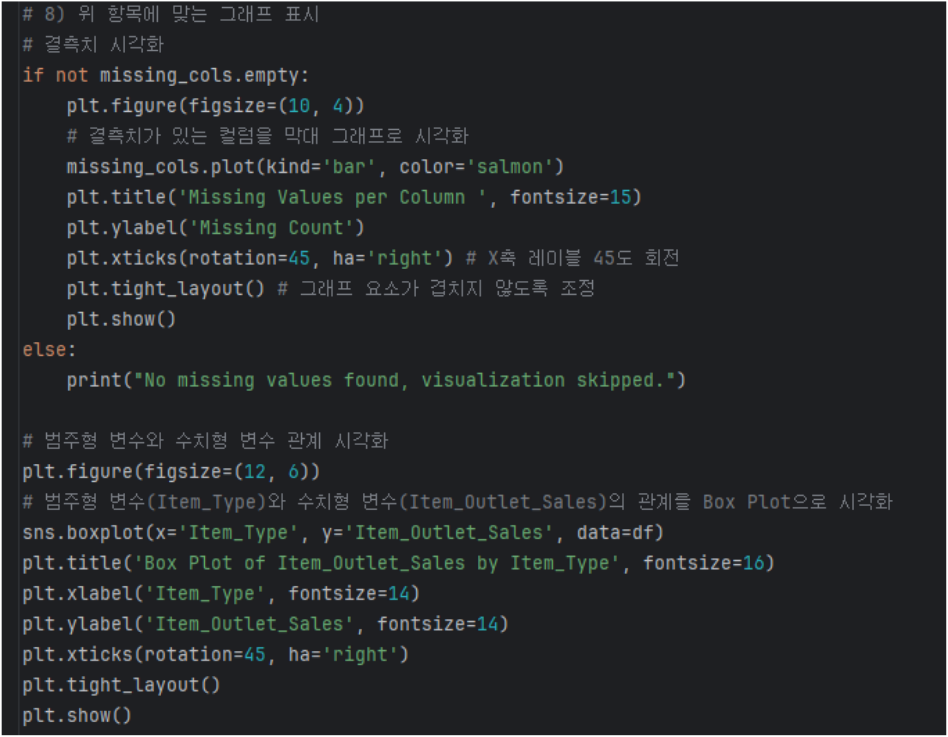 # 8) 위 항목에 맞는 그래프 표시
# 결측치 시각화
if not missing_cols.empty:
    plt.figure(figsize=(10, 4))
    # 결측치가 있는 컬럼을 막대 그래프로 시각화
    missing_cols.plot(kind='bar', color='salmon')
    plt.title('Missing Values per Column ', fontsize=15)
    plt.ylabel('Missing Count')
    plt.xticks(rotation=45, ha='right') # X축 레이블 45도 회전
    plt.tight_layout() # 그래프 요소가 겹치지 않도록 조정
    plt.show()
else:
    print("No missing values found, visualization skipped.")
# 범주형 변수와 수치형 변수 관계 시각화
plt.figure(figsize=(12, 6))
# 범주형 변수(Item_Type)와 수치형 변수(Item_Outlet_Sales)의 관계를 Box Plot으로 시각화
sns.boxplot(x='Item_Type', y='Item_Outlet_Sales', data=df)
plt.title('Box Plot of Item_Outlet_Sales by Item_Type', fontsize=16)
plt.xlabel('Item_Type', fontsize=14)
plt.ylabel('Item_Outlet_Sales', fontsize=14)
plt.xticks(rotation=45, ha='right')
plt.tight_layout()
plt.show()